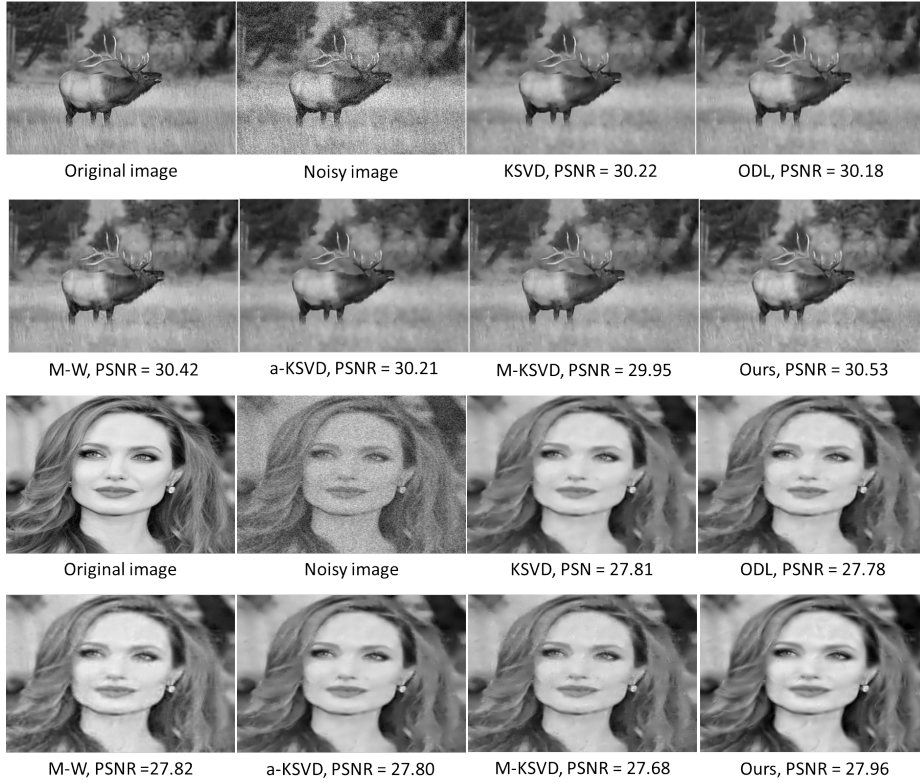 Original image
Noisy image
KSVD, PSNR = 30.22
ODL, PSNR = 30.18
M-W, PSNR = 30.42
a-KSVD, PSNR = 30.21
M-KSVD, PSNR = 29.95
Ours, PSNR = 30.53
Original image
Noisy image
KSVD, PSN = 27.81
ODL, PSNR = 27.78
M-W, PSNR =27.82
a-KSVD, PSNR = 27.80
M-KSVD, PSNR = 27.68
Ours, PSNR = 27.96